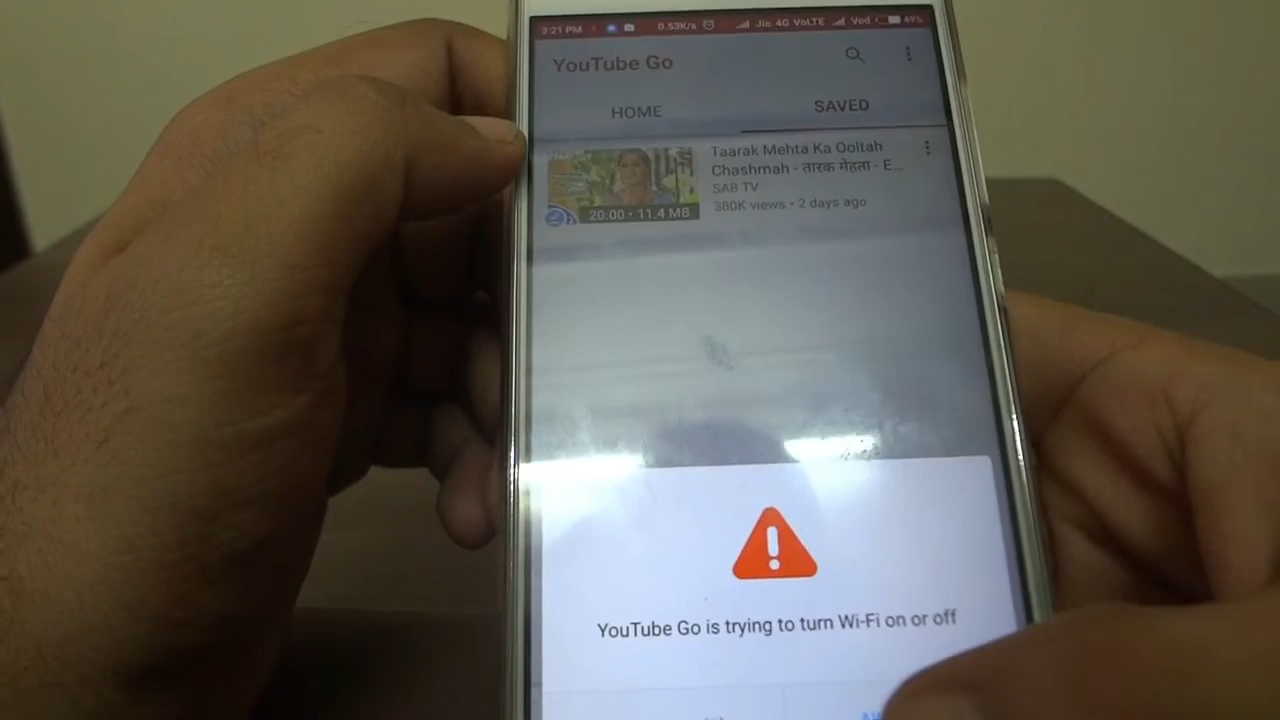 3:21 PM 0.53K/s Jio 4G VoLTE Vod 49%
YouTube Go
HOME SAVED
Taarak Mehta Ka Ooltah
Chashmah - तारक मेहता - E...
SAB TV
380K views • 2 days ago
20:00 • 11.4 MB
YouTube Go is trying to turn Wi-Fi on or off